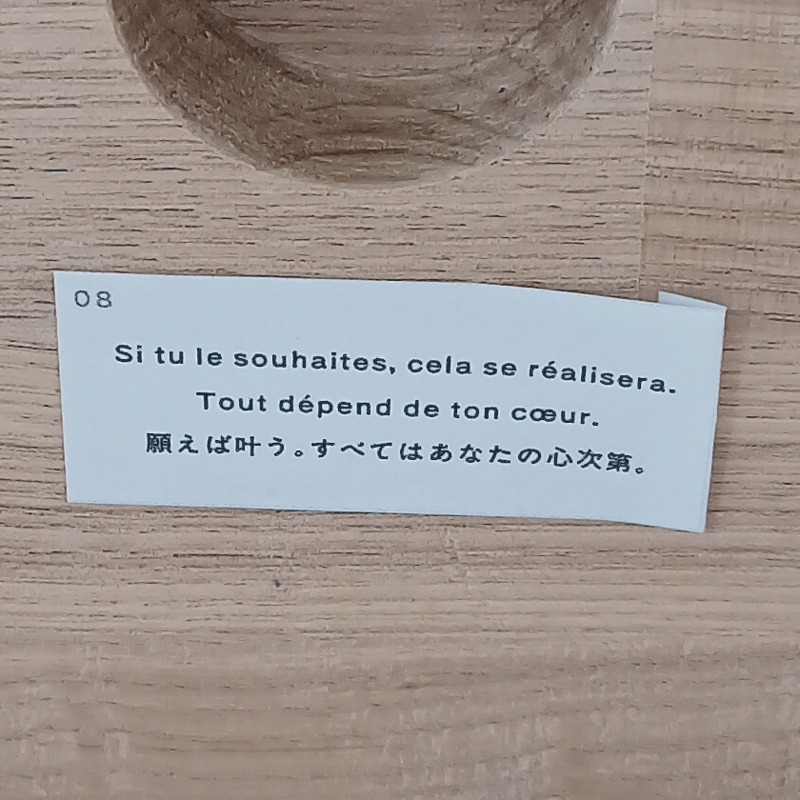 08
Si tu le souhaites, cela se réalisera.
Tout dépend de ton cœur.
願えば叶う。すべてはあなたの心次第。